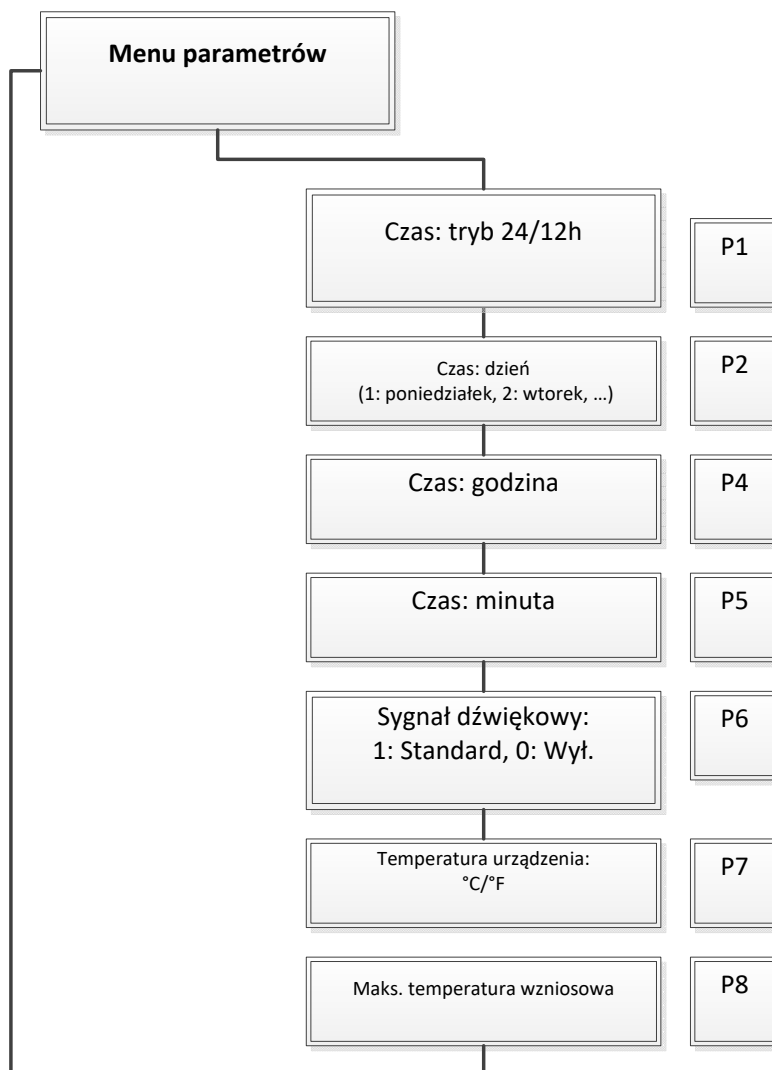 Menu parametrów
Czas: tryb 24/12h
P1
Czas: dzień
(1: poniedziałek, 2: wtorek, ...)
P2
Czas: godzina
P4
Czas: minuta
P5
Sygnał dźwiękowy:
1: Standard, 0: Wył.
P6
Temperatura urządzenia:
°C/°F
P7
Maks. temperatura wzniosowa
P8